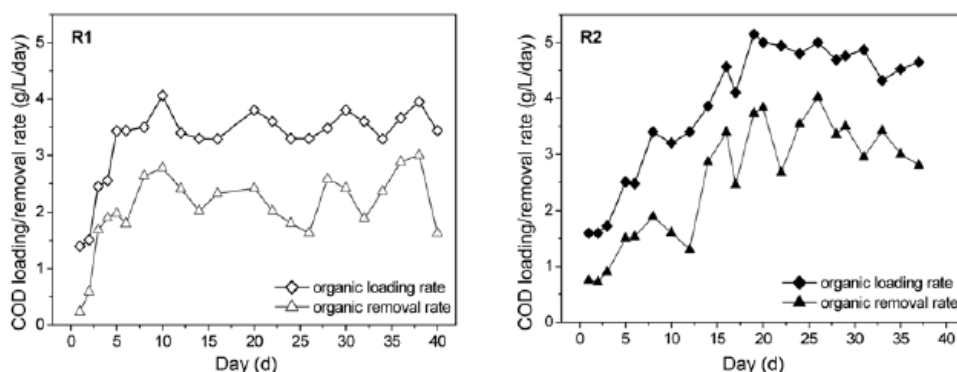 R1
COD loading/removal rate (g/L/day)
5
4
3
2
1
0
organic loading rate
organic removal rate
0 5 10 15 20 25 30 35 40
Day (d)
R2
COD loading/removal rate (g/L/day)
5
4
3
2
1
0
organic loading rate
organic removal rate
0 5 10 15 20 25 30 35 40
Day (d)